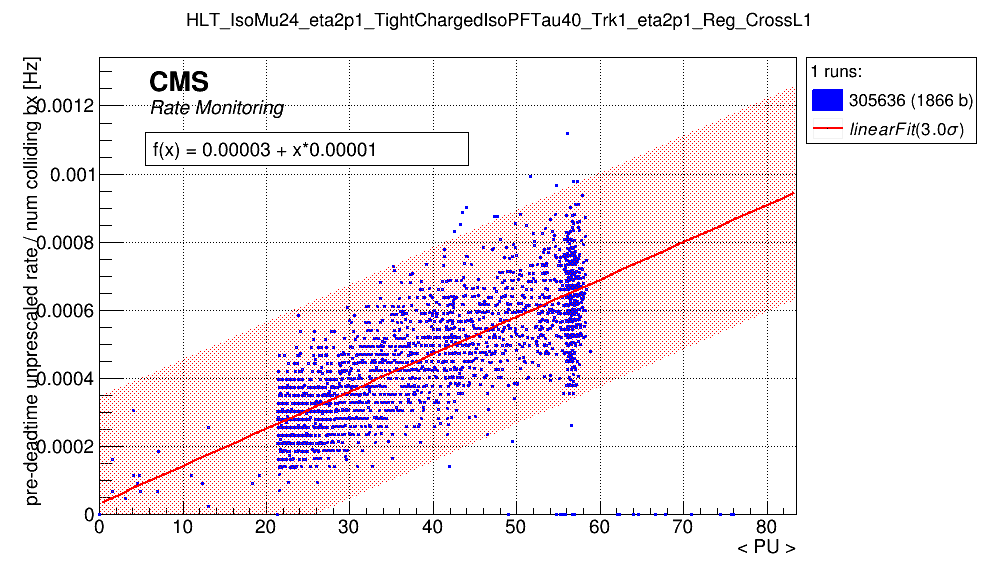 HLT_IsoMu24_eta2p1_TightChargedIsoPFTau40_Trk1_eta2p1_Reg_CrossL1
pre-deadtime unprescaled rate / num colliding bx [Hz]
CMS
Rate Monitoring
f(x) = 0.00003 + x*0.00001
1 runs:
305636 (1866 b)
linearFit(3.0σ)
0.0012
0.001
0.0008
0.0006
0.0004
0.0002
0
0 10 20 30 40 50 60 70 80
< PU >